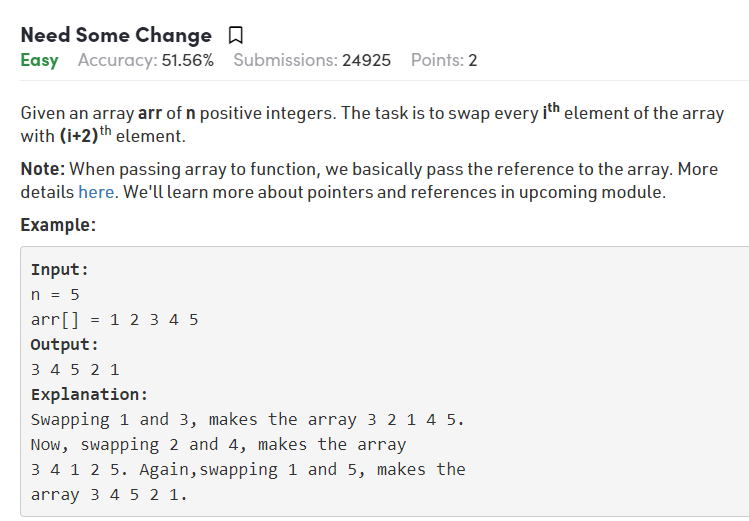 Need Some Change
Easy Accuracy: 51.56% Submissions: 24925 Points: 2
Given an array arr of n positive integers. The task is to swap every ith element of the array
with (i+2)th element.
Note: When passing array to function, we basically pass the reference to the array. More
details here. We'll learn more about pointers and references in upcoming module.
Example:
Input:
n = 5
arr[] = 1 2 3 4 5
Output:
3 4 5 2 1
Explanation:
Swapping 1 and 3, makes the array 3 2 1 4 5.
Now, swapping 2 and 4, makes the array
3 4 1 2 5. Again,swapping 1 and 5, makes the
array 3 4 5 2 1.